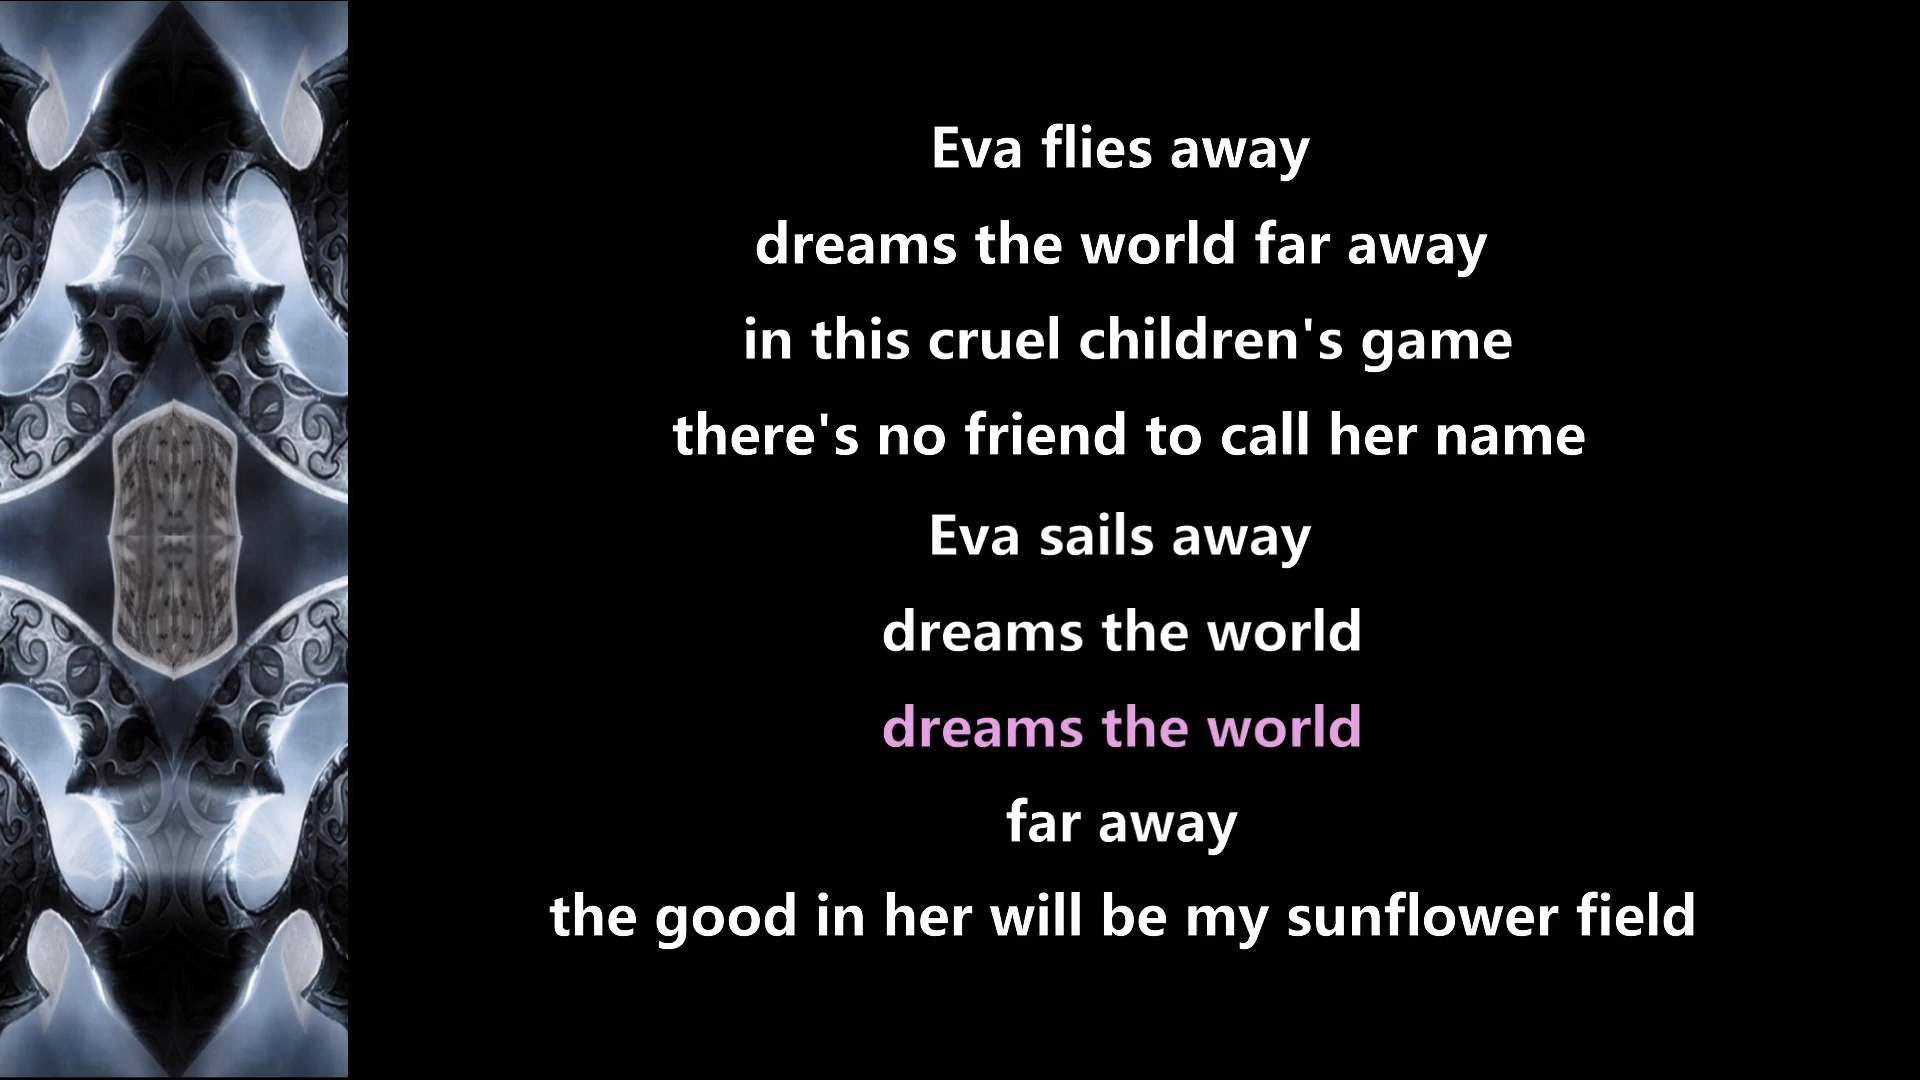 Eva flies away
dreams the world far away
in this cruel children's game
there's no friend to call her name
Eva sails away
dreams the world
dreams the world
far away
the good in her will be my sunflower field